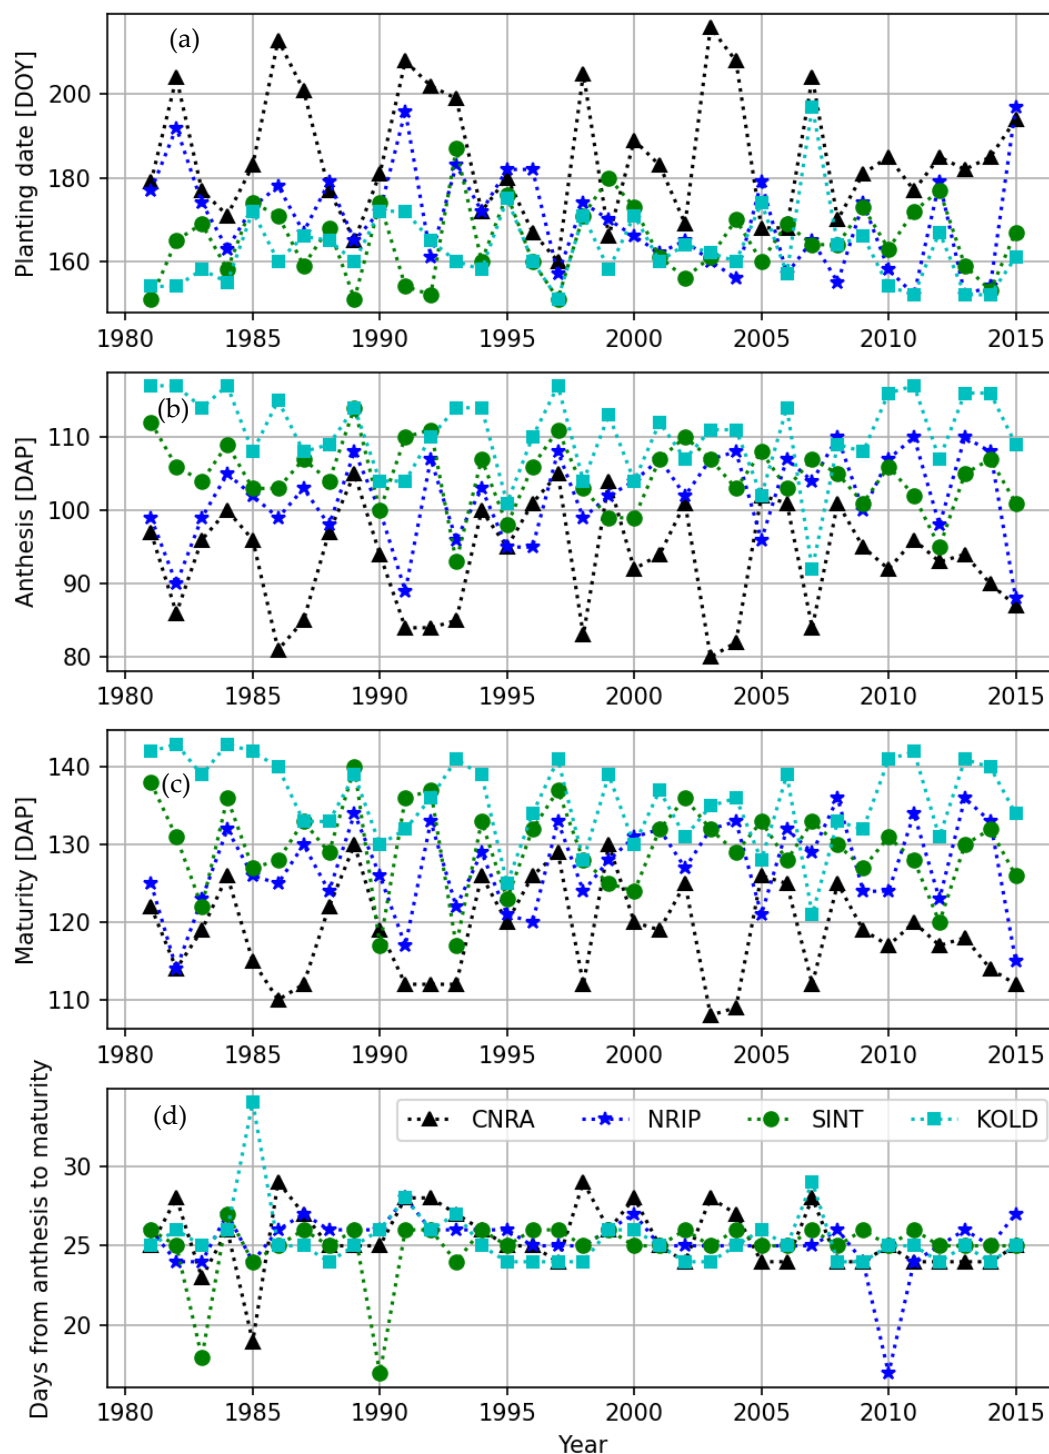 (a)
Planting date [DOY]
200
180
160
1980 1985 1990 1995 2000 2005 2010 2015
(b)
Anthesis [DAP]
110
100
90
80
1980 1985 1990 1995 2000 2005 2010 2015
(c)
Maturity [DAP]
140
130
120
110
1980 1985 1990 1995 2000 2005 2010 2015
(d)
Days from anthesis to maturity
CNRA NRIP SINT KOLD
30
25
20
1980 1985 1990 1995 2000 2005 2010 2015
Year